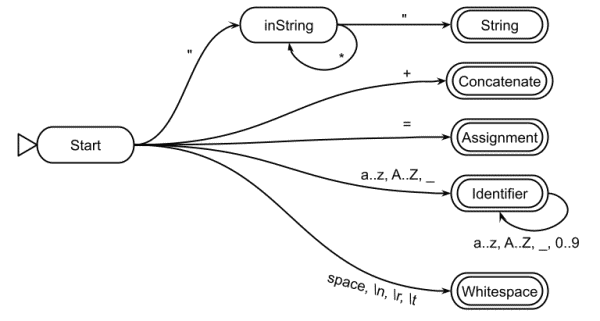 "
inString
*
"
String
+
Concatenate
Start
=
Assignment
a..z, A..Z, _
Identifier
a..z, A..Z, _, 0..9
space, \n, \r, \t
Whitespace